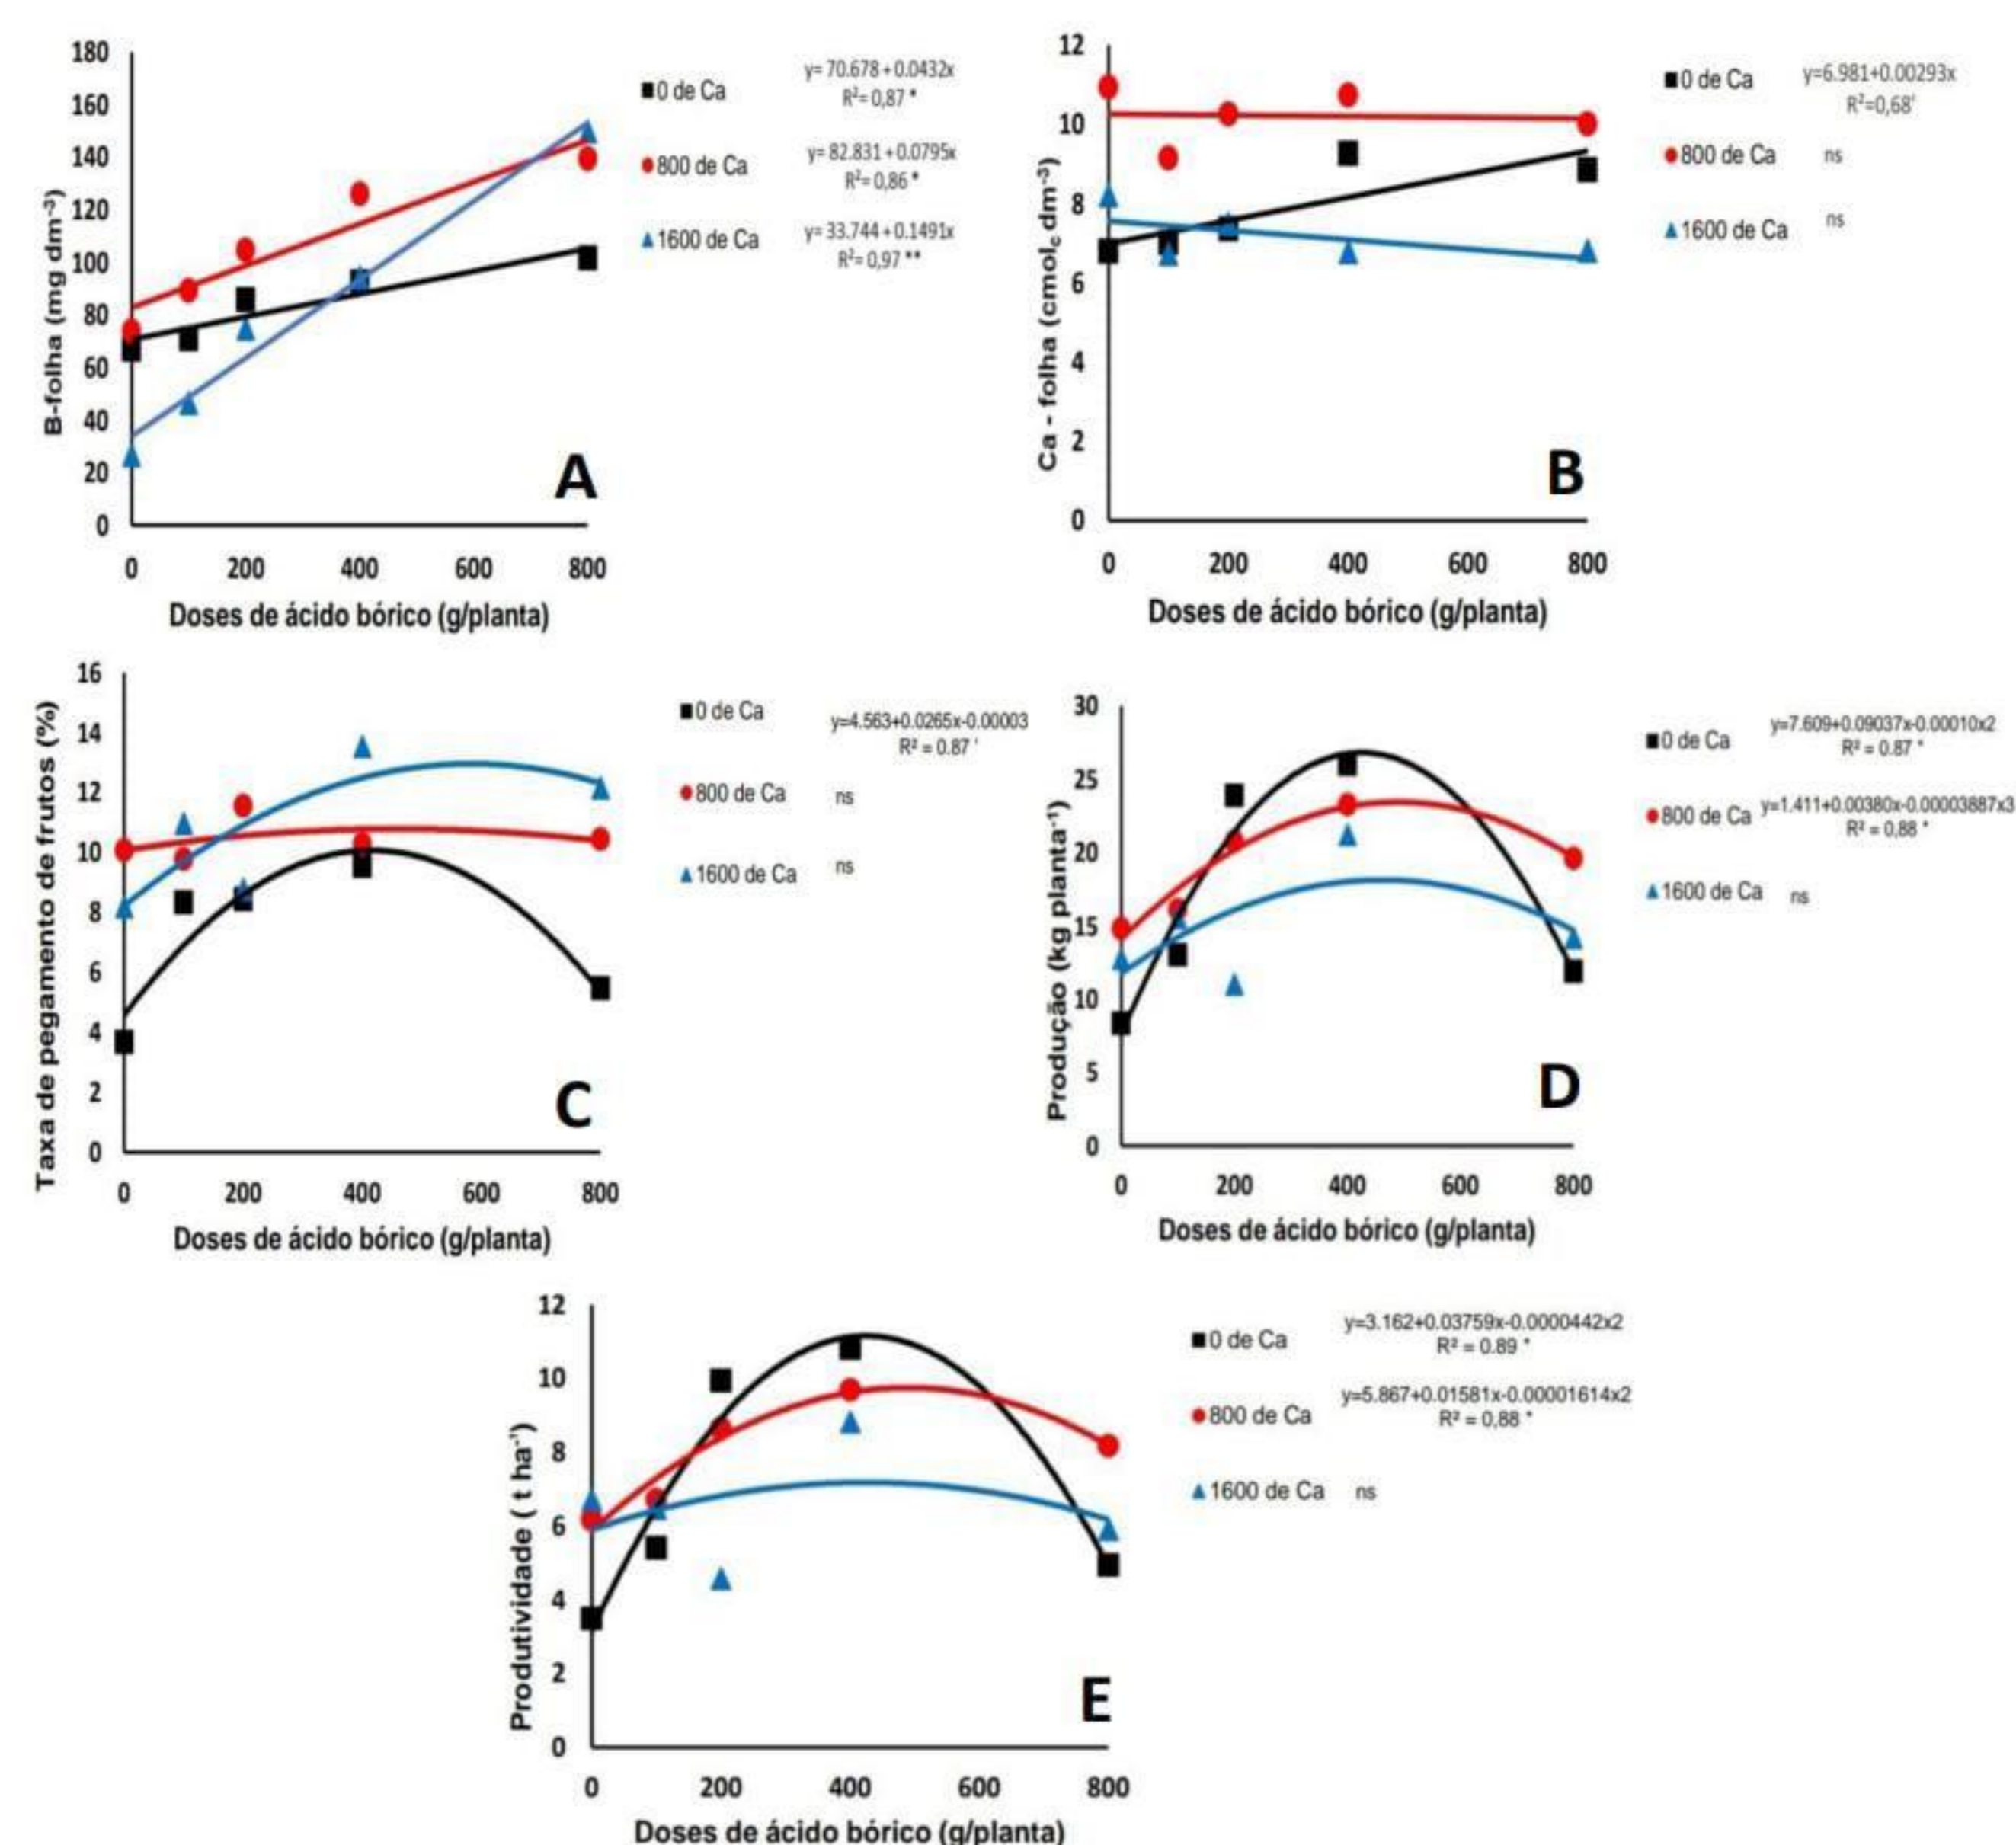 180
160
140
120
100
80
60
40
20
0
B-folha (mg dm⁻³)
0 200 400 600 800
Doses de ácido bórico (g/planta)
0 de Ca
y= 70.678 + 0.0432x
R²= 0,87 *
800 de Ca
y= 82.831 + 0.0795x
R²= 0,86 *
1600 de Ca
y= 33.744 + 0.1491x
R²= 0,97 **
A
12
10
8
6
4
2
0
Ca - folha (cmolc dm⁻³)
0 200 400 600 800
Doses de ácido bórico (g/planta)
0 de Ca
y=6.981+0.00293x
R²=0,68'
800 de Ca ns
1600 de Ca ns
B
16
14
12
10
8
6
4
2
0
Taxa de pegamento de frutos (%)
0 200 400 600 800
Doses de ácido bórico (g/planta)
0 de Ca
y=4.563+0.0265x-0.00003
R² = 0.87 '
800 de Ca ns
1600 de Ca ns
C
30
25
20
15
10
5
0
Produção (kg planta⁻¹)
0 200 400 600 800
Doses de ácido bórico (g/planta)
0 de Ca
y=7.609+0.09037x-0.00010x2
R² = 0.87 *
800 de Ca
y=1.411+0.00380x-0.00003887x3
R² = 0,88 *
1600 de Ca ns
D
12
10
8
6
4
2
0
Produtividade ( t ha⁻¹)
0 200 400 600 800
Doses de ácido bórico (g/planta)
0 de Ca
y=3.162+0.03759x-0.0000442x2
R² = 0.89 *
800 de Ca
y=5.867+0.01581x-0.00001614x2
R² = 0,88 *
1600 de Ca ns
E